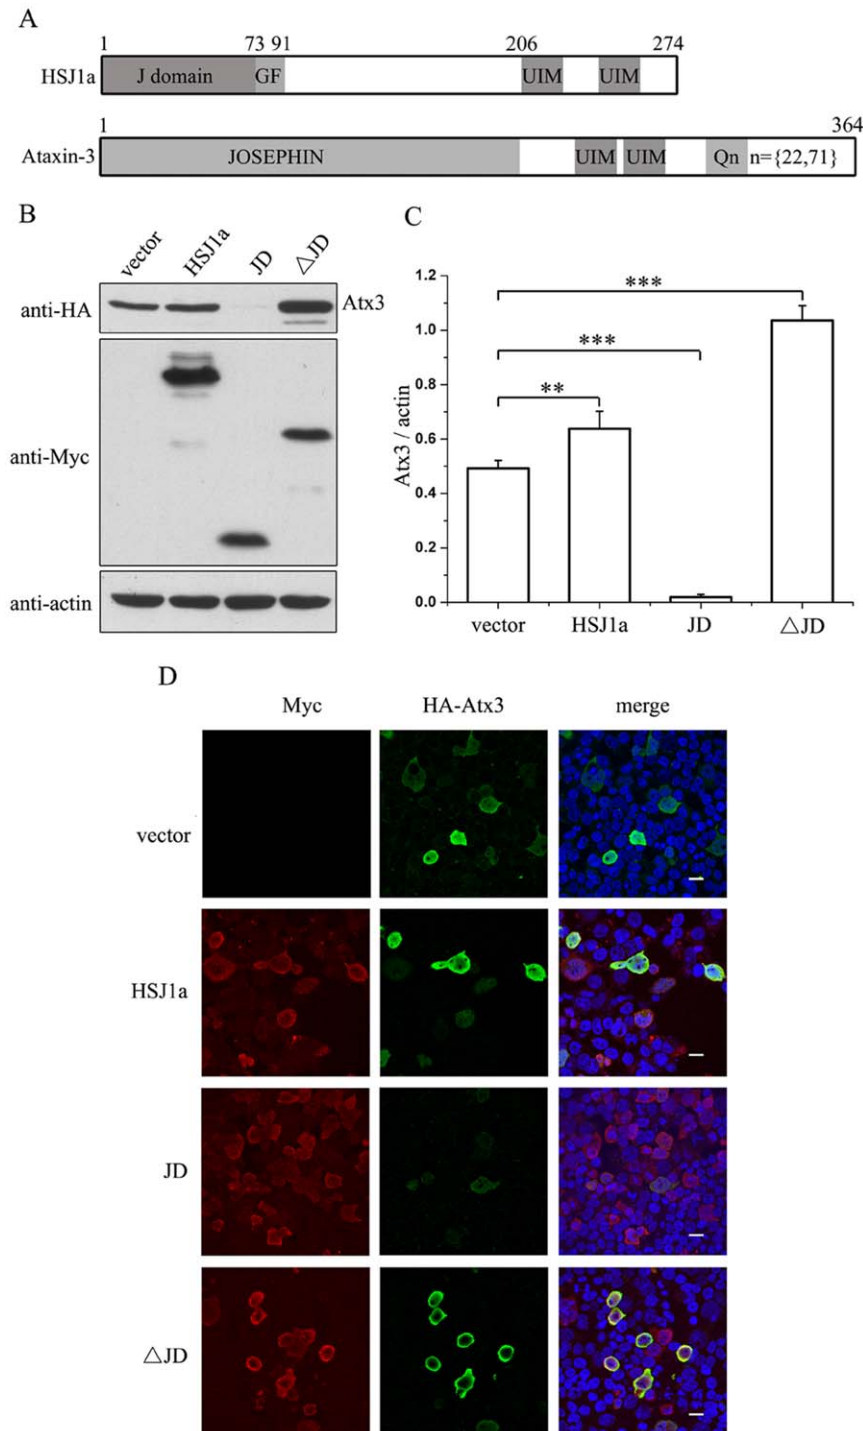 A
1 73 91 206 274
HSJ1a J domain GF UIM UIM
1 364
Ataxin-3 JOSEPHIN UIM UIM Qn n={22,71}
B
vector HSJ1a JD △JD
anti-HA Atx3
anti-Myc
anti-actin
C
Atx3 / actin
1.2
1.0
0.8
0.6
0.4
0.2
0.0
***
***
**
vector HSJ1a JD △JD
D
Myc HA-Atx3 merge
vector
HSJ1a
JD
△JD